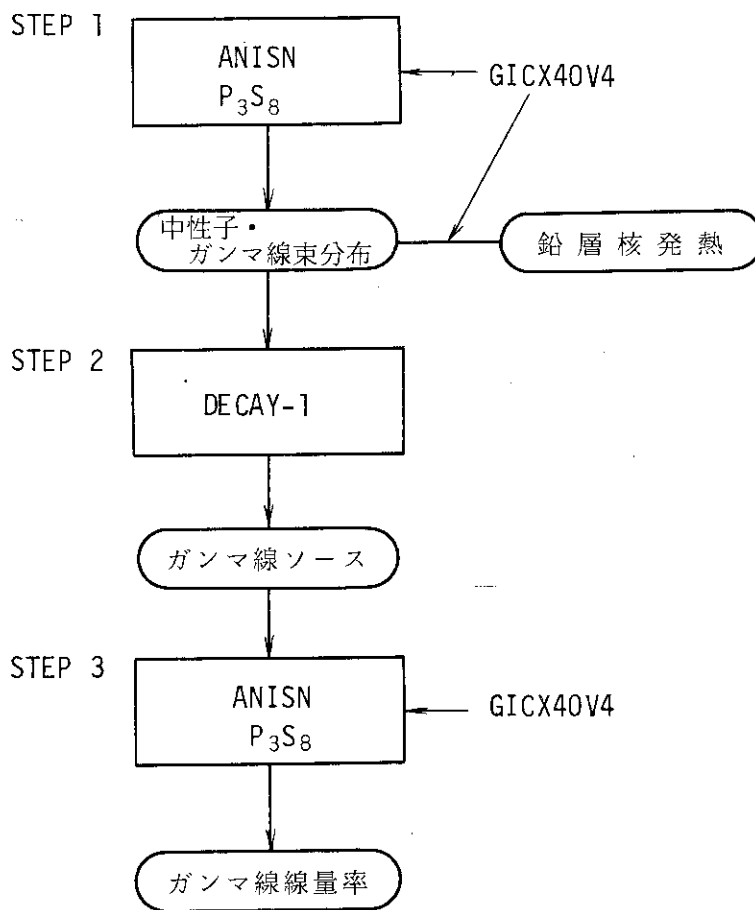 STEP 1
ANISN
P₃S₈
GICX40V4
中性子・
ガンマ線束分布
鉛層核発熱
STEP 2
DECAY-1
ガンマ線ソース
STEP 3
ANISN
P₃S₈
GICX40V4
ガンマ線線量率